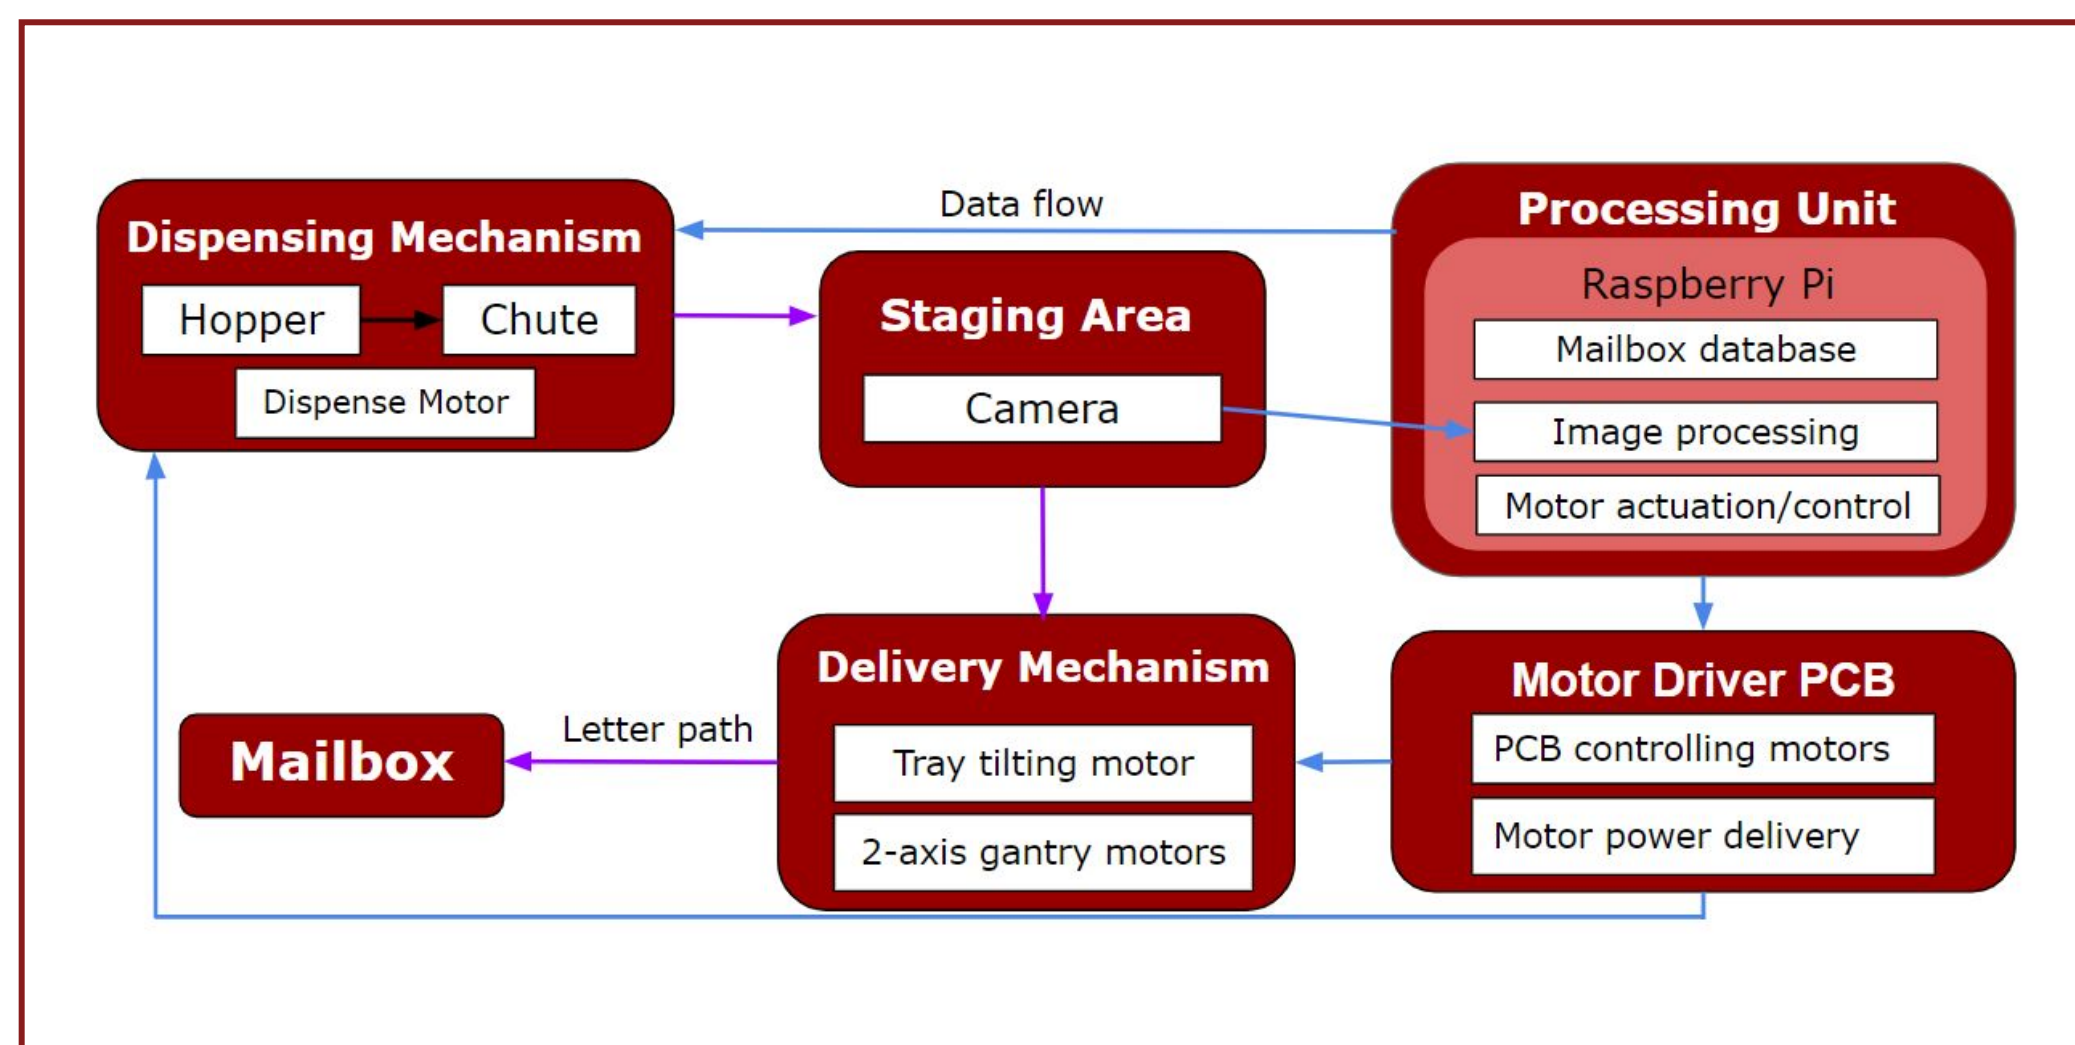 Data flow
Dispensing Mechanism
Hopper
Chute
Dispense Motor
Staging Area
Camera
Processing Unit
Raspberry Pi
Mailbox database
Image processing
Motor actuation/control
Mailbox
Letter path
Delivery Mechanism
Tray tilting motor
2-axis gantry motors
Motor Driver PCB
PCB controlling motors
Motor power delivery